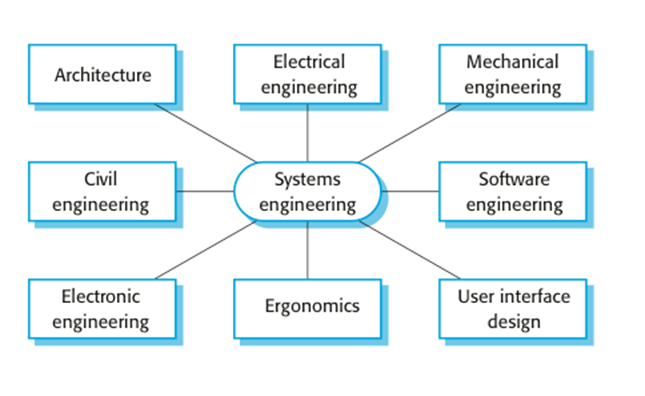 Architecture
Electrical
engineering
Mechanical
engineering
Civil
engineering
Systems
engineering
Software
engineering
Electronic
engineering
Ergonomics
User interface
design